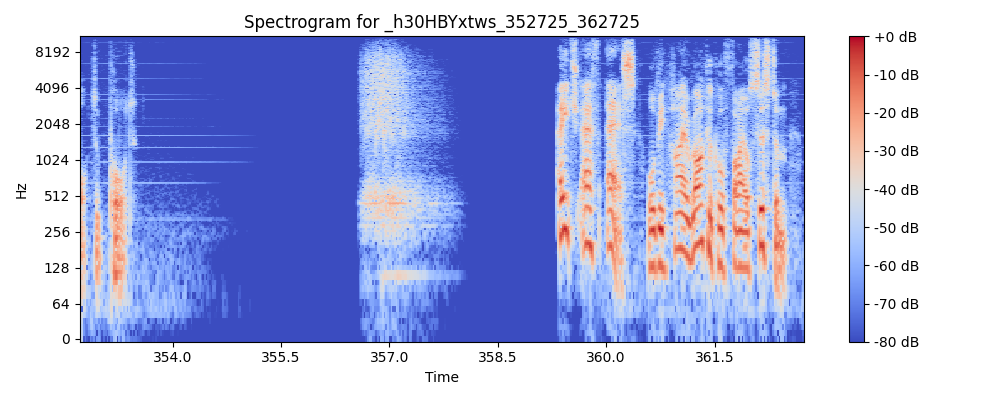 Spectrogram for _h30HBYxtws_352725_362725
8192
4096
2048
1024
512
256
128
64
0
Hz
354.0
355.5
357.0
358.5
360.0
361.5
Time
+0 dB
-10 dB
-20 dB
-30 dB
-40 dB
-50 dB
-60 dB
-70 dB
-80 dB